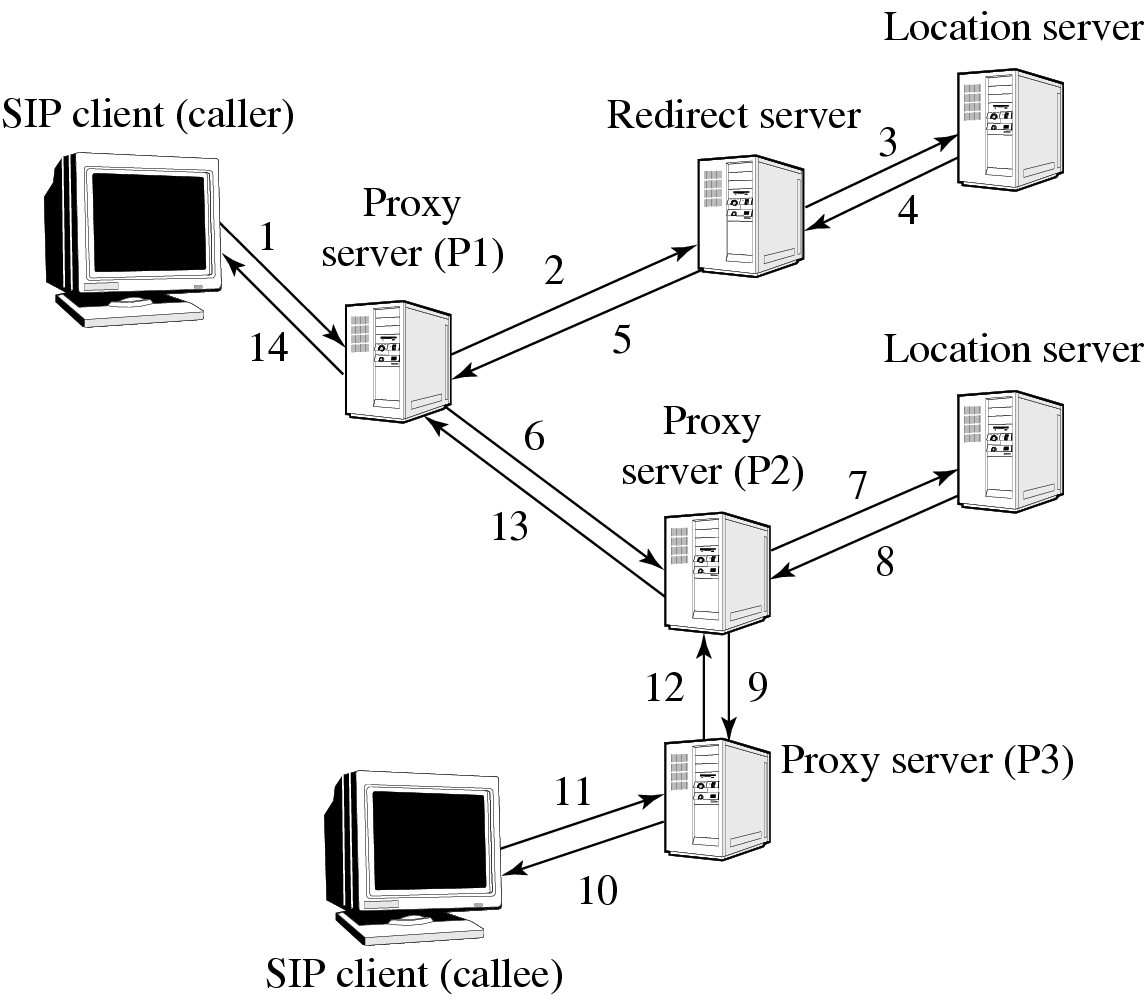 Location server
SIP client (caller)
Redirect server
3
4
Proxy
server (P1)
1
2
14
5
Location server
6
Proxy
server (P2)
7
13
8
12
9
Proxy server (P3)
11
10
SIP client (callee)